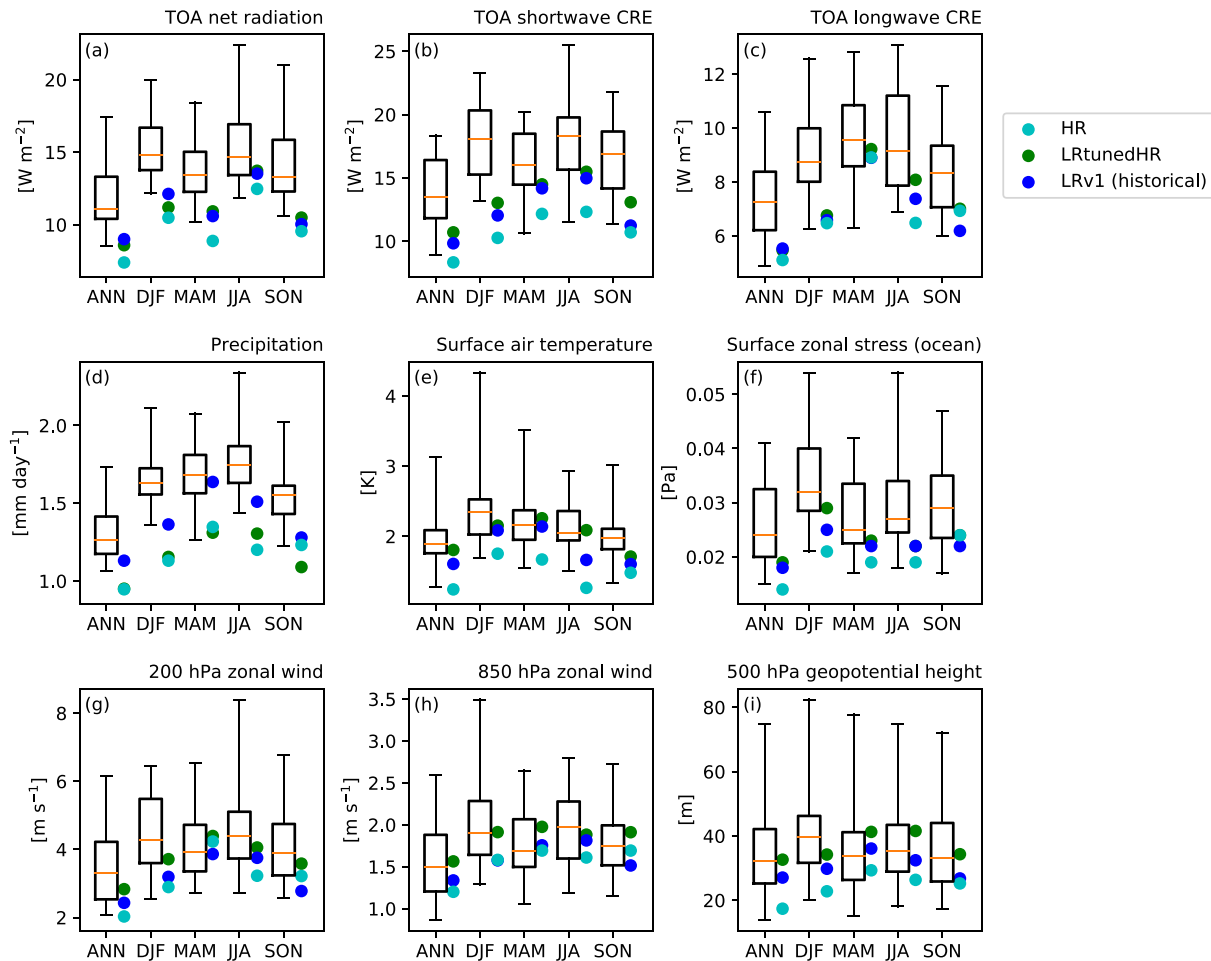 TOA net radiation
(a)
[W m⁻²]
20
15
10
ANN DJF MAM JJA SON
TOA shortwave CRE
(b)
[W m⁻²]
25
20
15
10
ANN DJF MAM JJA SON
TOA longwave CRE
(c)
[W m⁻²]
12
10
8
6
ANN DJF MAM JJA SON
HR
LRtunedHR
LRv1 (historical)
Precipitation
(d)
[mm day⁻¹]
2.0
1.5
1.0
ANN DJF MAM JJA SON
Surface air temperature
(e)
[K]
4
3
2
ANN DJF MAM JJA SON
Surface zonal stress (ocean)
(f)
[Pa]
0.05
0.04
0.03
0.02
ANN DJF MAM JJA SON
200 hPa zonal wind
(g)
[m s⁻¹]
8
6
4
2
ANN DJF MAM JJA SON
850 hPa zonal wind
(h)
[m s⁻¹]
3.5
3.0
2.5
2.0
1.5
1.0
ANN DJF MAM JJA SON
500 hPa geopotential height
(i)
[m]
80
60
40
20
ANN DJF MAM JJA SON